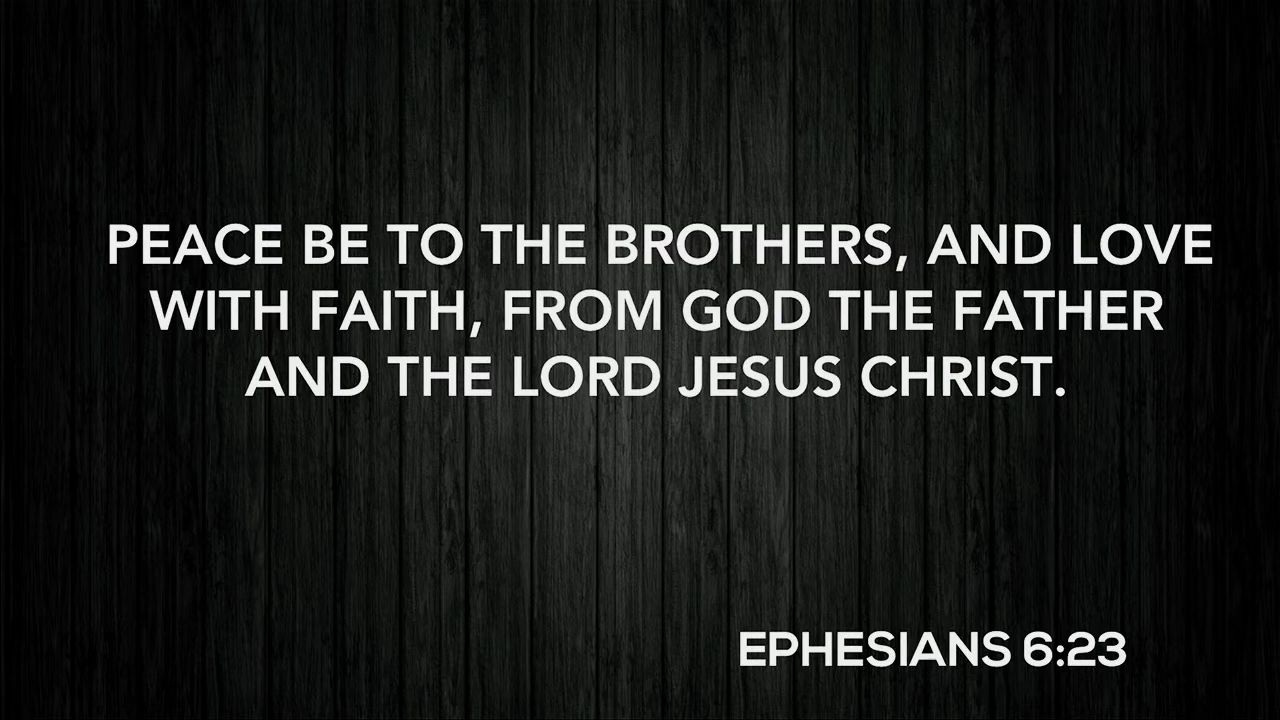 PEACE BE TO THE BROTHERS, AND LOVE
WITH FAITH, FROM GOD THE FATHER
AND THE LORD JESUS CHRIST.
EPHESIANS 6:23